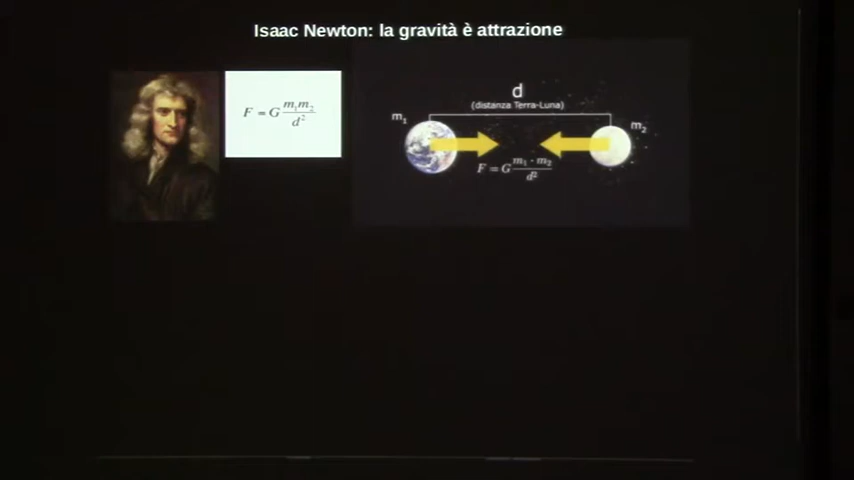 Isaac Newton: la gravità è attrazione
F = G m₁m₂ / d²
d
(distanza Terra-Luna)
m₁
m₂
F = G m₁ · m₂ / d²